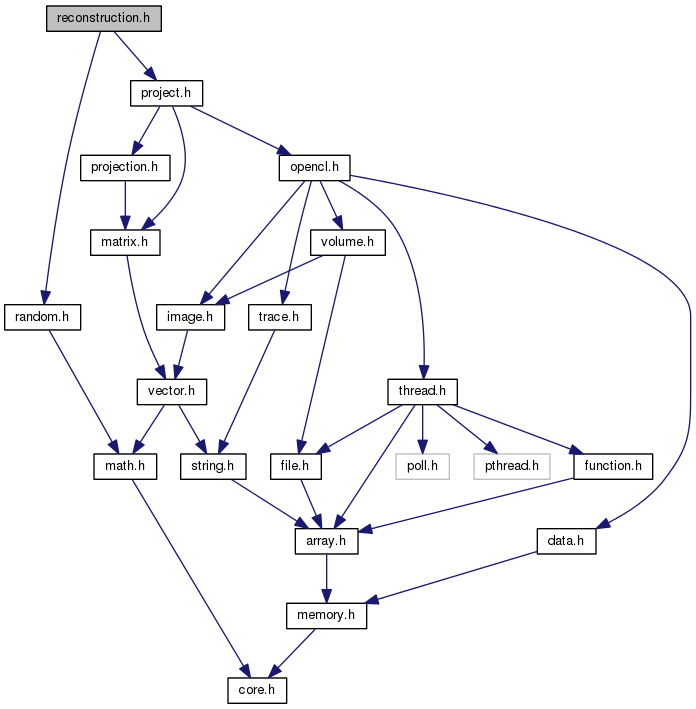 reconstruction.h
project.h
projection.h
opencl.h
matrix.h
volume.h
random.h
image.h
trace.h
vector.h
thread.h
math.h
string.h
file.h
poll.h
pthread.h
function.h
array.h
data.h
memory.h
core.h